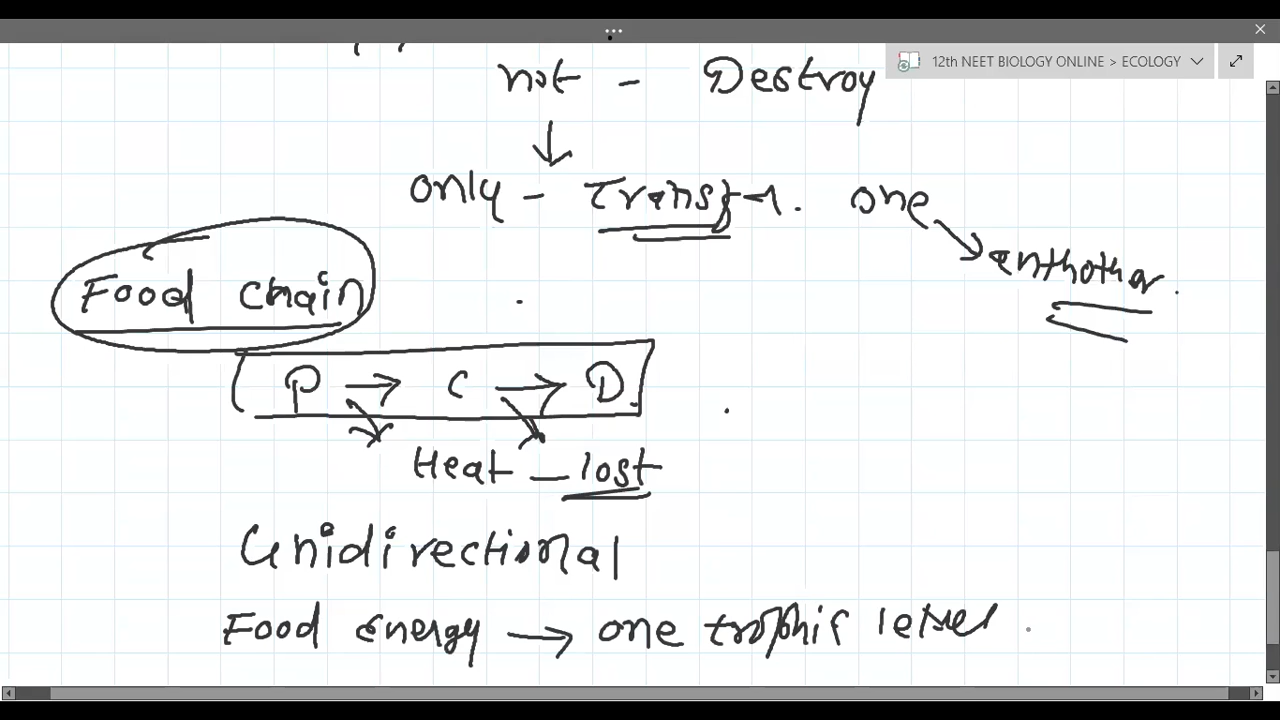 12th NEET BIOLOGY ONLINE > ECOLOGY
not - Destroy
only - Transfer. one
enthother.
Food chain
P → C → D
Heat - lost
Unidirectional
Food energy → one trophic level